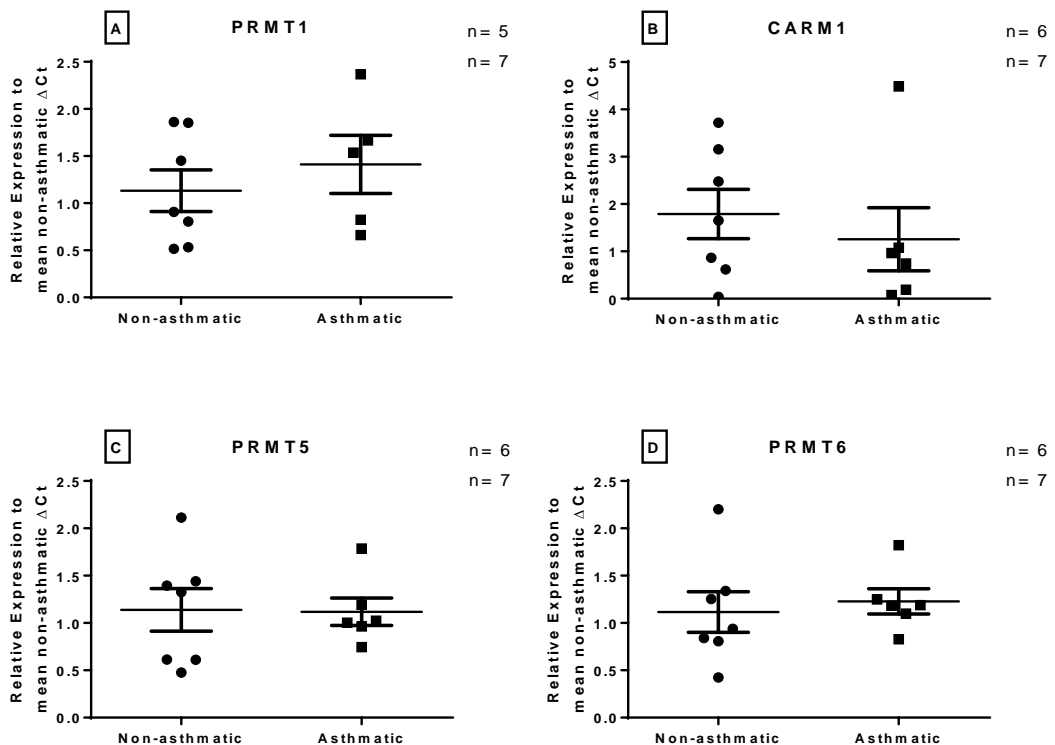 A
PRMT1
n= 5
n= 7
Relative Expression to
mean non-asthmatic ΔCt
2.5
2.0
1.5
1.0
0.5
0.0
Non-asthmatic
Asthmatic
B
CARM1
n= 6
n= 7
Relative Expression to
mean non-asthmatic ΔCt
5
4
3
2
1
0
Non-asthmatic
Asthmatic
C
PRMT5
n= 6
n= 7
Relative Expression to
mean non-asthmatic ΔCt
2.5
2.0
1.5
1.0
0.5
0.0
Non-asthmatic
Asthmatic
D
PRMT6
n= 6
n= 7
Relative Expression to
mean non-asthmatic ΔCt
2.5
2.0
1.5
1.0
0.5
0.0
Non-asthmatic
Asthmatic